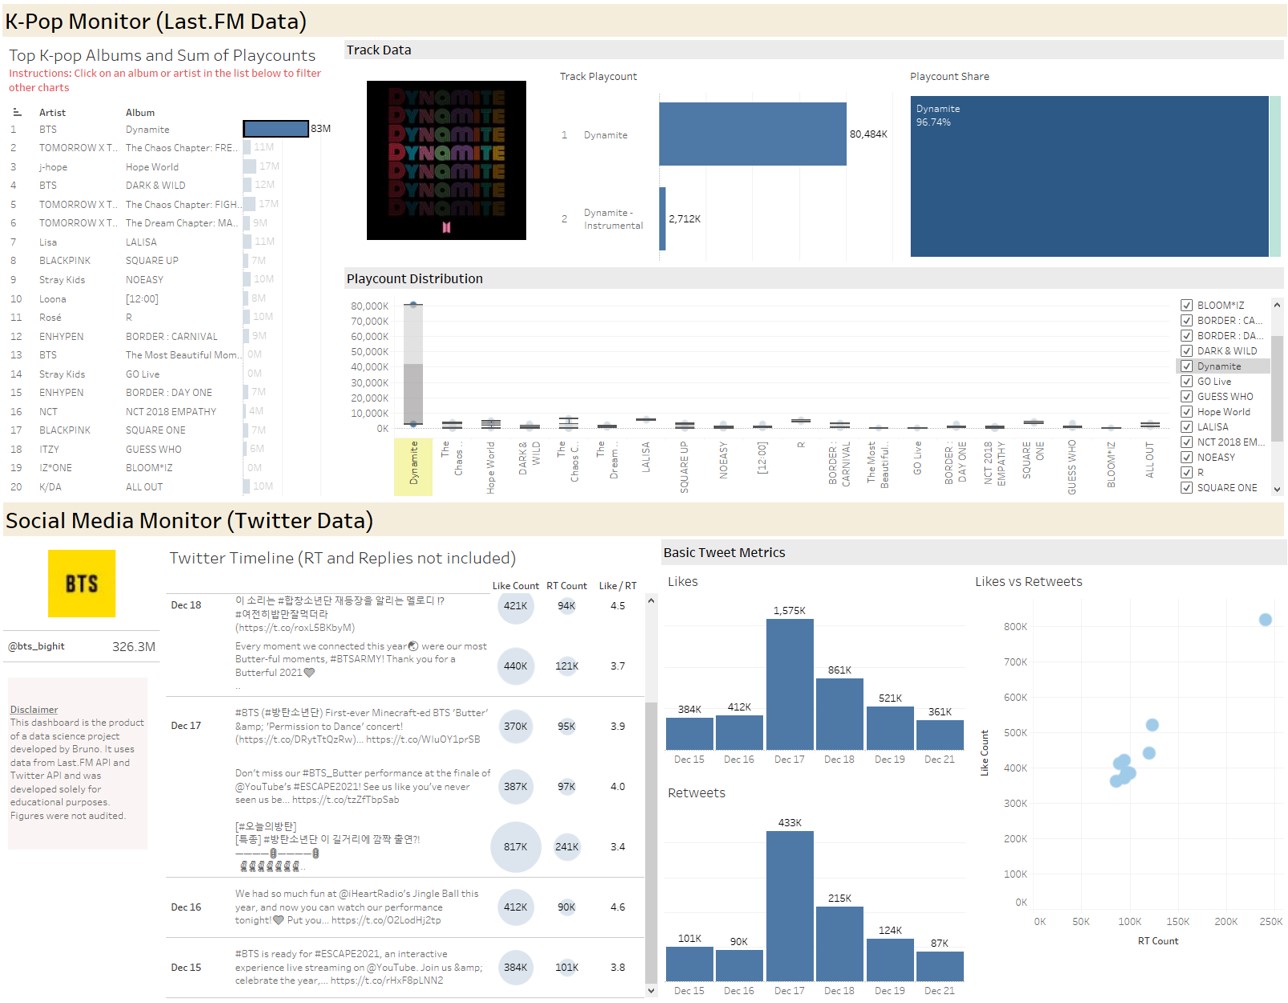 K-Pop Monitor (Last.FM Data)
Top K-pop Albums and Sum of Playcounts
Instructions: Click on an album or artist in the list below to filter
other charts
Artist Album
1 BTS Dynamite 83M
2 TOMORROW X T.. The Chaos Chapter: FRE.. 11M
3 j-hope Hope World 17M
4 BTS DARK & WILD 12M
5 TOMORROW X T.. The Chaos Chapter: FIGH.. 17M
6 TOMORROW X T.. The Dream Chapter: MA.. 9M
7 Lisa LALISA 11M
8 BLACKPINK SQUARE UP 7M
9 Stray Kids NOEASY 10M
10 Loona [12:00] 8M
11 Rosé R 10M
12 ENHYPEN BORDER : CARNIVAL 9M
13 BTS The Most Beautiful Mom.. 0M
14 Stray Kids GO Live 0M
15 ENHYPEN BORDER : DAY ONE 7M
16 NCT NCT 2018 EMPATHY 4M
17 BLACKPINK SQUARE ONE 7M
18 ITZY GUESS WHO 6M
19 IZ*ONE BLOOM*IZ 0M
20 K/DA ALL OUT 10M
Track Data
DYNAMITE
DYNAMITE
DYNAMITE
DYNAMITE
DYNAMITE
DYNAMITE
DYNAMITE
Track Playcount
1 Dynamite 80,484K
2 Dynamite -
Instrumental 2,712K
Playcount Share
Dynamite
96.74%
Playcount Distribution
80,000K
70,000K
60,000K
50,000K
40,000K
30,000K
20,000K
10,000K
0K
Dynamite
The
Chaos ..
Hope World
DARK &
WILD
The
Chaos C..
The
Dream ..
LALISA
SQUARE UP
NOEASY
[12:00]
R
BORDER :
CARNIVAL
The Most
Beautiful..
GO Live
BORDER :
DAY ONE
NCT 2018
EMPATHY
SQUARE
ONE
GUESS WHO
BLOOM*IZ
ALL OUT
BLOOM*IZ
BORDER : CA...
BORDER : DA...
DARK & WILD
Dynamite
GO Live
GUESS WHO
Hope World
LALISA
NCT 2018 EM...
NOEASY
R
SQUARE ONE
Social Media Monitor (Twitter Data)
BTS
@bts_bighit 326.3M
Disclaimer
This dashboard is the product
of a data science project
developed by Bruno. It uses
data from Last.FM API and
Twitter API and was
developed solely for
educational purposes.
Figures were not audited.
Twitter Timeline (RT and Replies not included)
Like Count RT Count Like / RT
Dec 18 이 소리는 #합창소년단 재등장을 알리는 멜로디 !? 421K 94K 4.5
#여전히밥만잘먹더라
(https://t.co/roxL5BKbyM)
Every moment we connected this year🌏 were our most
Butter-ful moments, #BTSARMY! Thank you for a 440K 121K 3.7
Butterful 2021💜
..
Dec 17 #BTS (#방탄소년단) First-ever Minecraft-ed BTS 'Butter' 370K 95K 3.9
&amp; 'Permission to Dance' concert!
(https://t.co/DRytTtQzRw)... https://t.co/WIuOY1prSB
Don't miss our #BTS_Butter performance at the finale of
@YouTube's #ESCAPE2021! See us like you've never 387K 97K 4.0
seen us be... https://t.co/tzZfTbpSab
[#오늘의방탄]
[특종] #방탄소년단 이 길거리에 깜짝 출연?! 817K 241K 3.4
Dec 16 We had so much fun at @iHeartRadio's Jingle Ball this
year, and now you can watch our performance 412K 90K 4.6
tonight!💜 Put you... https://t.co/O2LodHj2tp
Dec 15 #BTS is ready for #ESCAPE2021, an interactive
experience live streaming on @YouTube. Join us &amp; 384K 101K 3.8
celebrate the year,... https://t.co/rHxF8pLNN2
Basic Tweet Metrics
Likes
384K 412K 1,575K 861K 521K 361K
Dec 15 Dec 16 Dec 17 Dec 18 Dec 19 Dec 21
Retweets
101K 90K 433K 215K 124K 87K
Dec 15 Dec 16 Dec 17 Dec 18 Dec 19 Dec 21
Likes vs Retweets
Like Count
800K
700K
600K
500K
400K
300K
200K
100K
0K
0K 50K 100K 150K 200K 250K
RT Count